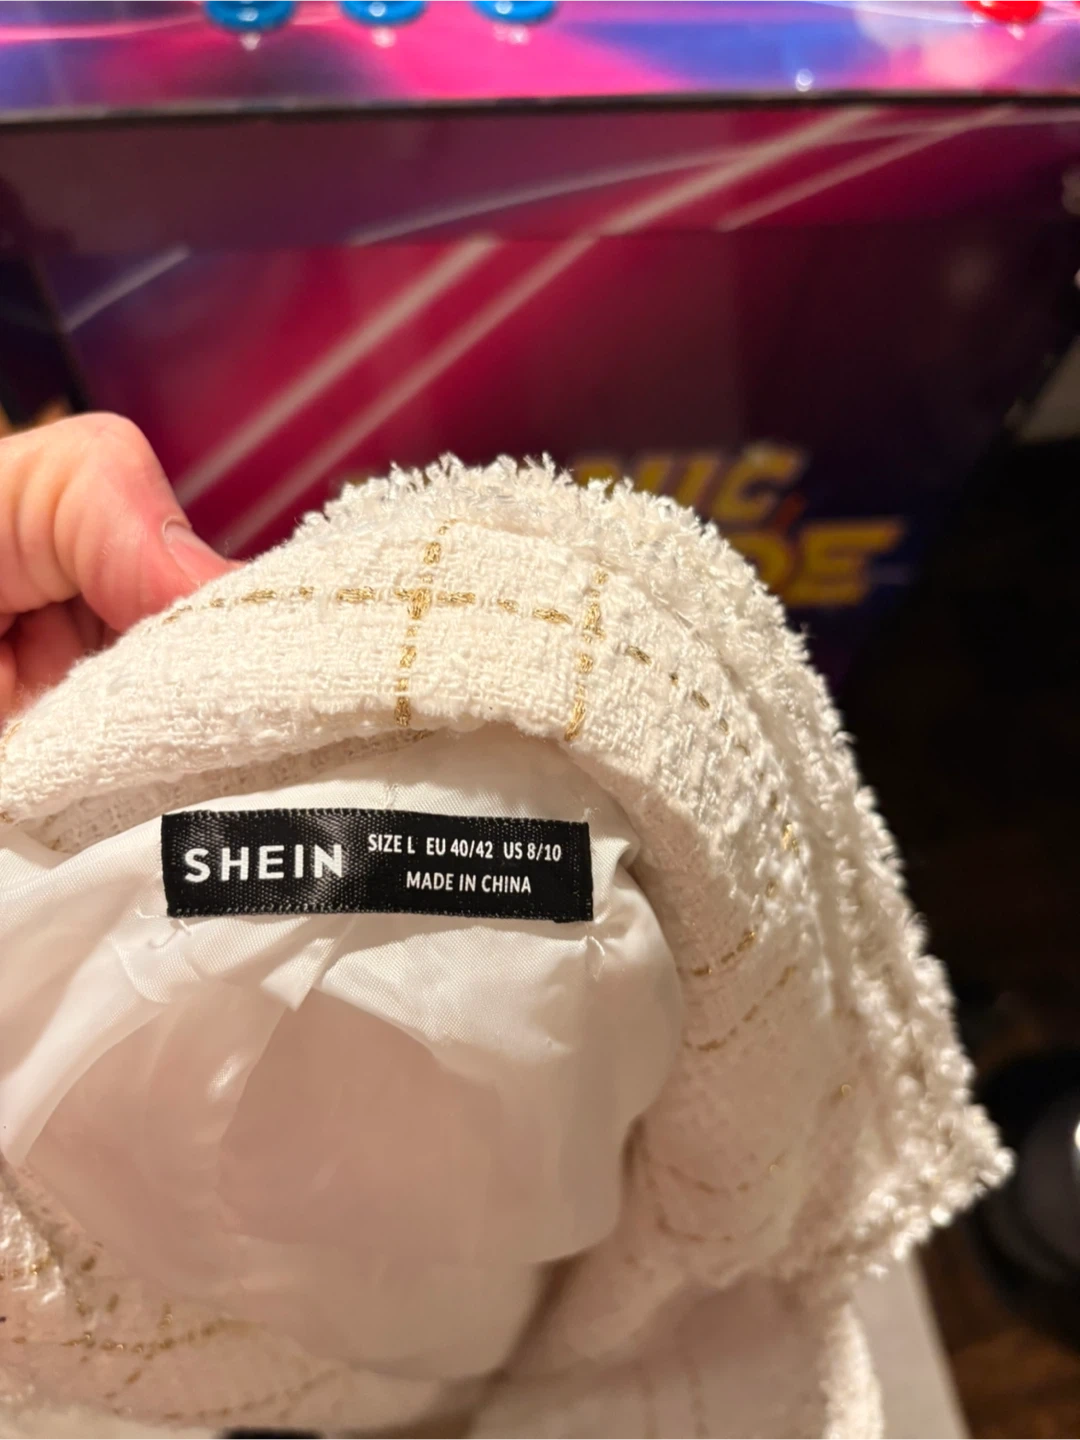 SHEIN
SIZE L EU 40/42 US 8/10
MADE IN CHINA